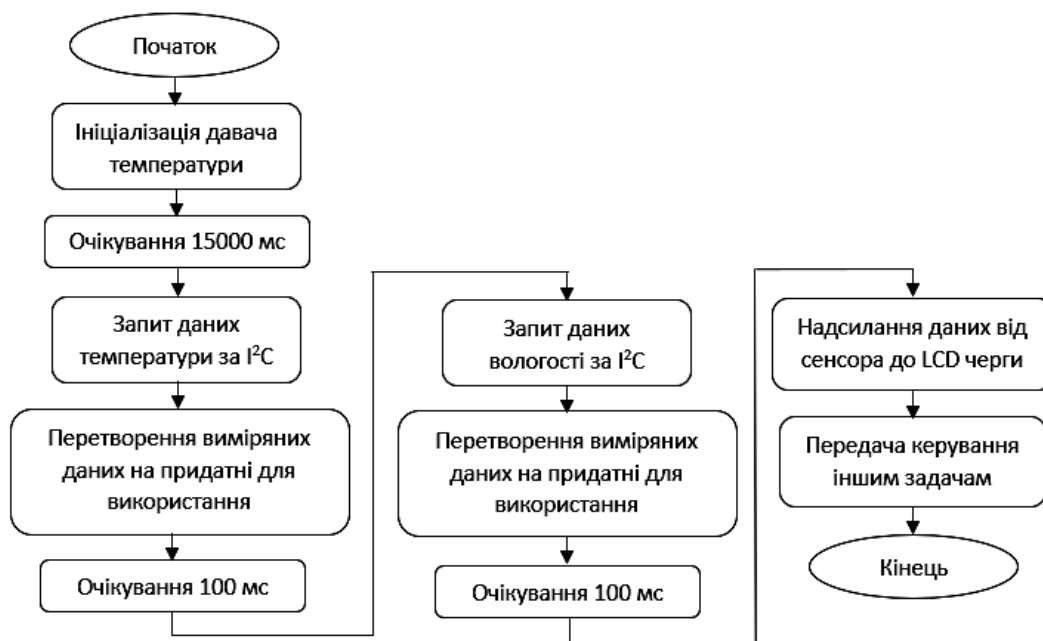 Початок
Ініціалізація давача
температури
Очікування 15000 мс
Запит даних
температури за I²C
Перетворення виміряних
даних на придатні для
використання
Очікування 100 мс
Запит даних
вологості за I²C
Перетворення виміряних
даних на придатні для
використання
Очікування 100 мс
Надсилання даних від
сенсора до LCD черги
Передача керування
іншим задачам
Кінець